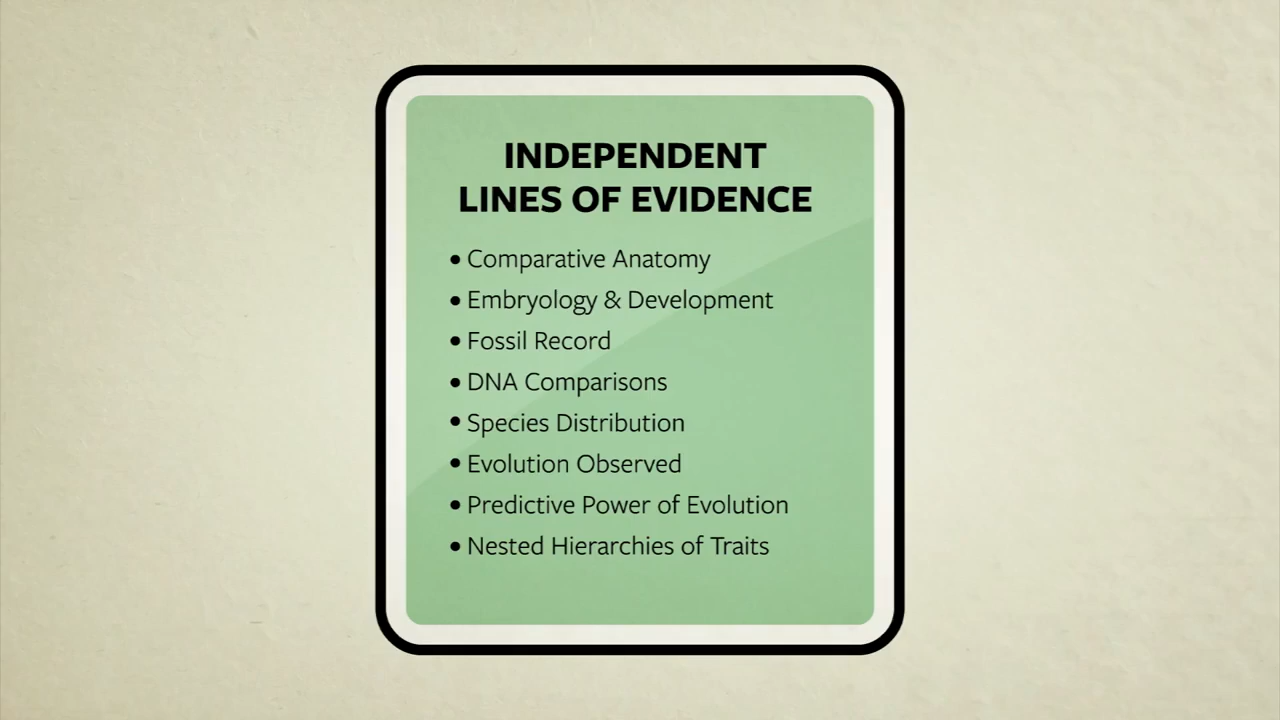 INDEPENDENT
LINES OF EVIDENCE
• Comparative Anatomy
• Embryology & Development
• Fossil Record
• DNA Comparisons
• Species Distribution
• Evolution Observed
• Predictive Power of Evolution
• Nested Hierarchies of Traits